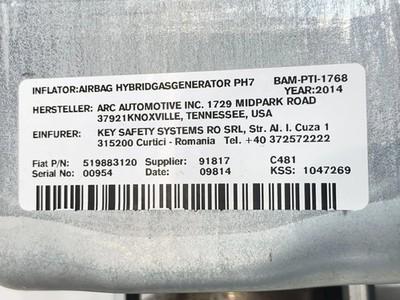 INFLATOR:AIRBAG HYBRIDGASGENERATOR PH7 BAM-PTI-1768
YEAR:2014
HERSTELLER: ARC AUTOMOTIVE INC. 1729 MIDPARK ROAD
37921KNOXVILLE, TENNESSEE, USA
EINFURER: KEY SAFETY SYSTEMS RO SRL, Str. Al. I. Cuza 1
315200 Curtici - Romania Tel. +40 372572222
Fiat P/N: 519883120 Supplier: 91817 C481
Serial No: 00954 Date: 09814 KSS: 1047269